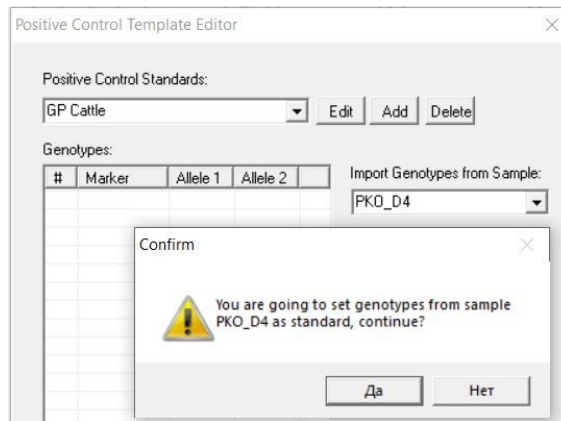 Positive Control Template Editor
Positive Control Standards:
GP Cattle
Edit
Add
Delete
Genotypes:
# Marker Allele 1 Allele 2
Import Genotypes from Sample:
PKO_D4
Confirm
You are going to set genotypes from sample
PKO_D4 as standard, continue?
Да
Нет